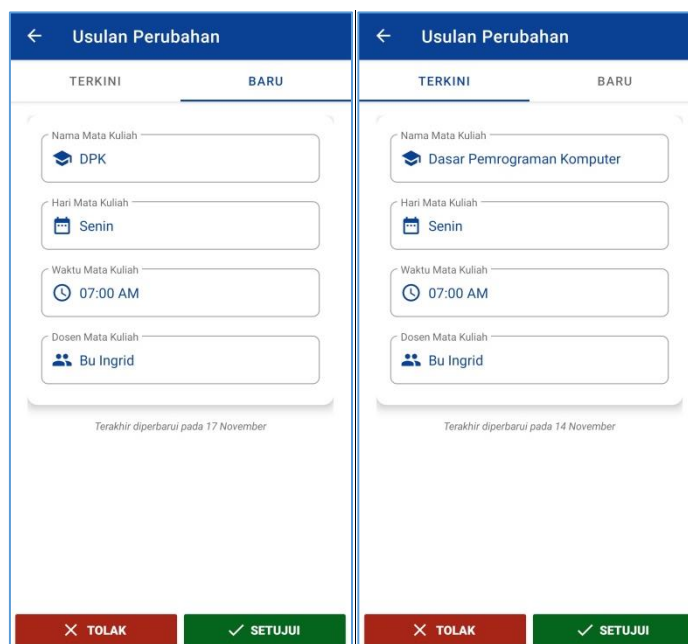 Usulan Perubahan
TERKINI BARU
Nama Mata Kuliah
DPK
Hari Mata Kuliah
Senin
Waktu Mata Kuliah
07:00 AM
Dosen Mata Kuliah
Bu Ingrid
Terakhir diperbarui pada 17 November
TOLAK SETUJUI
Usulan Perubahan
TERKINI BARU
Nama Mata Kuliah
Dasar Pemrograman Komputer
Hari Mata Kuliah
Senin
Waktu Mata Kuliah
07:00 AM
Dosen Mata Kuliah
Bu Ingrid
Terakhir diperbarui pada 14 November
TOLAK SETUJUI